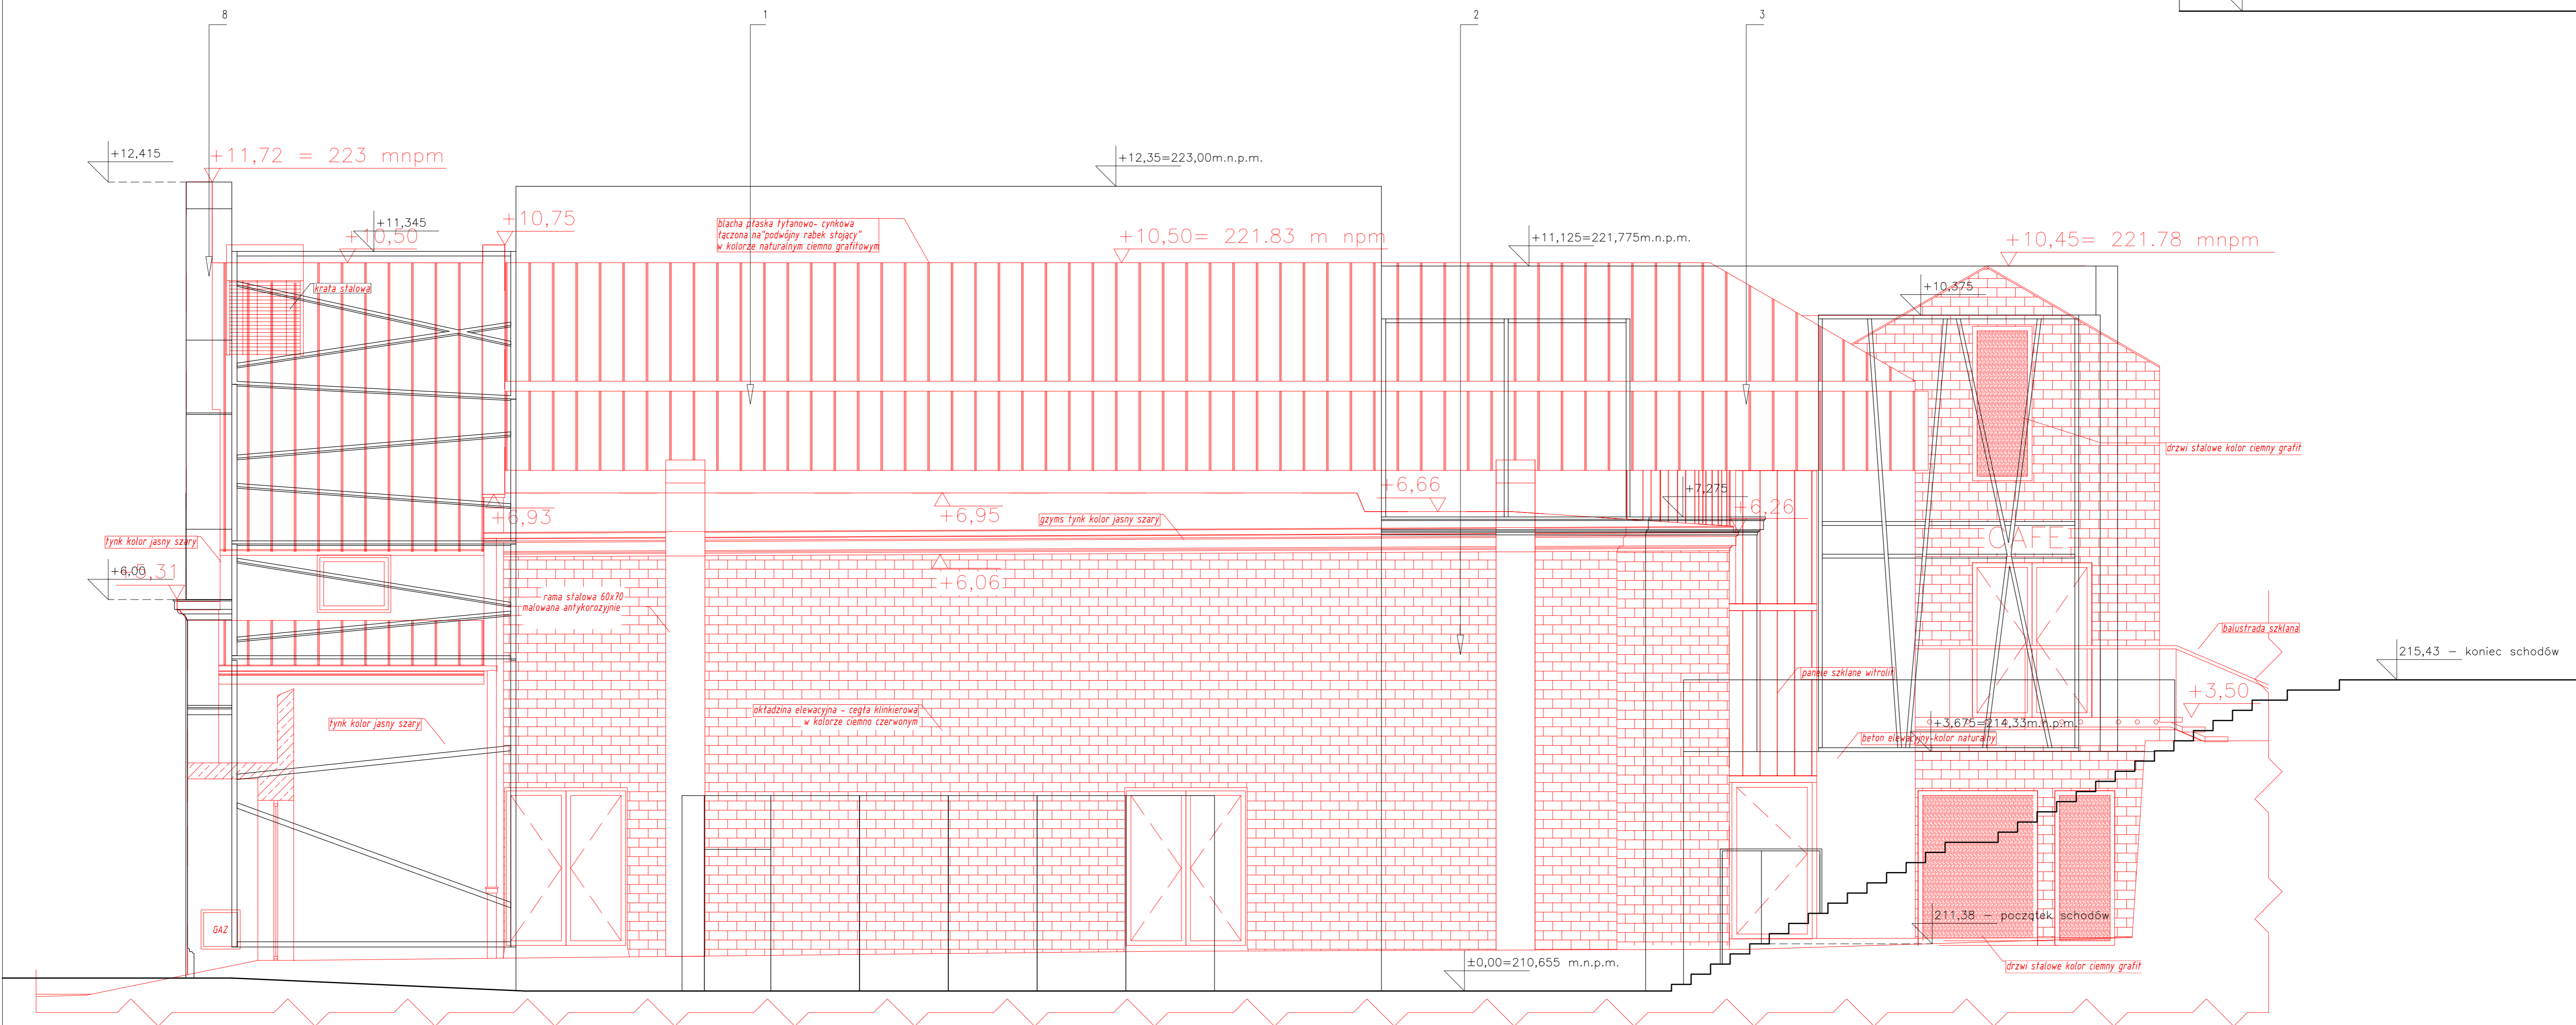 8
1
2
3
+12,415
+11,72 = 223 mnpm
+12,35=223,00m.n.p.m.
+11,345
+10,50
+10,75
blacha płaska tytanowo- cynkowa
łączona na"podwójny rabek stojący"
w kolorze naturalnym ciemno grafitowym
+10,50= 221.83 m npm
+11,125=221,775m.n.p.m.
+10,45= 221.78 mnpm
krata stalowa
+10,375
drzwi stalowe kolor ciemny grafit
+6,66
+7,275
+6,26
+6,93
+6,95
gzyms tynk kolor jasny szary
tynk kolor jasny szary
CAFE
+6,00
5,31
+6,06
rama stalowa 60x70
malowana antykorozyjnie
balustrada szklana
215,43 – koniec schodów
panele szklane witrolit
+3,50
okładzina elewacyjna - cegła klinkierowa
w kolorze ciemno czerwonym
tynk kolor jasny szary
+3,675=214,33m.n.p.m.
beton elewacyjny-kolor naturalny
211,38 – początek schodów
GAZ
±0,00=210,655 m.n.p.m.
drzwi stalowe kolor ciemny grafit